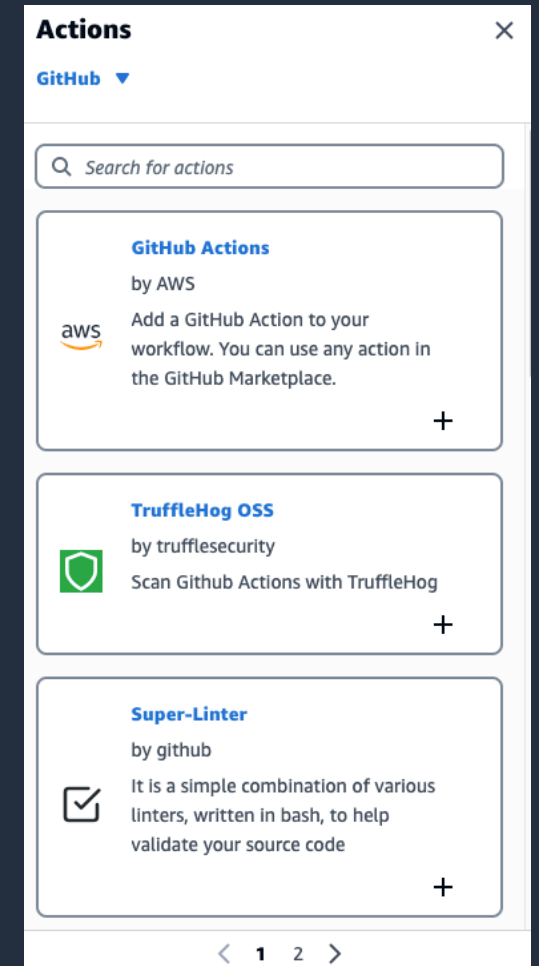 Actions
GitHub
Search for actions
GitHub Actions
by AWS
aws
Add a GitHub Action to your
workflow. You can use any action in
the GitHub Marketplace.
TruffleHog OSS
by trufflesecurity
Scan Github Actions with TruffleHog
Super-Linter
by github
It is a simple combination of various
linters, written in bash, to help
validate your source code
1 2